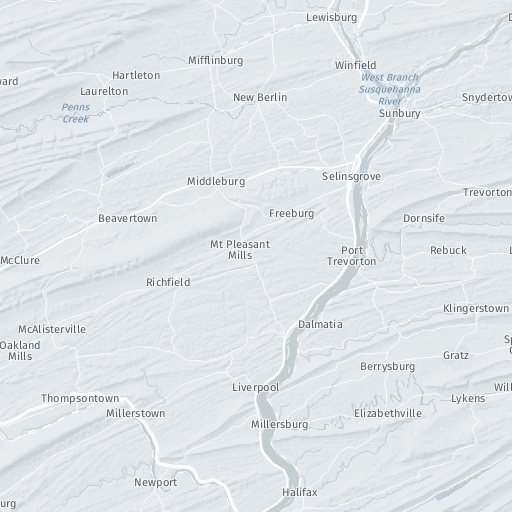 Lewisburg
Mifflinburg
Winfield
Hartleton
West Branch
Susquehanna
River
Laurelton
New Berlin
Penns
Creek
Sunbury
Selinsgrove
Middleburg
Trevorton
Freeburg
Beavertown
Dornsife
Mt Pleasant
Mills
Port
Trevorton
Rebuck
McClure
Richfield
Klingerstown
Dalmatia
McAlisterville
Oakland
Mills
Gratz
Berrysburg
Liverpool
Thompsontown
Lykens
Millerstown
Elizabethville
Millersburg
Newport
Halifax